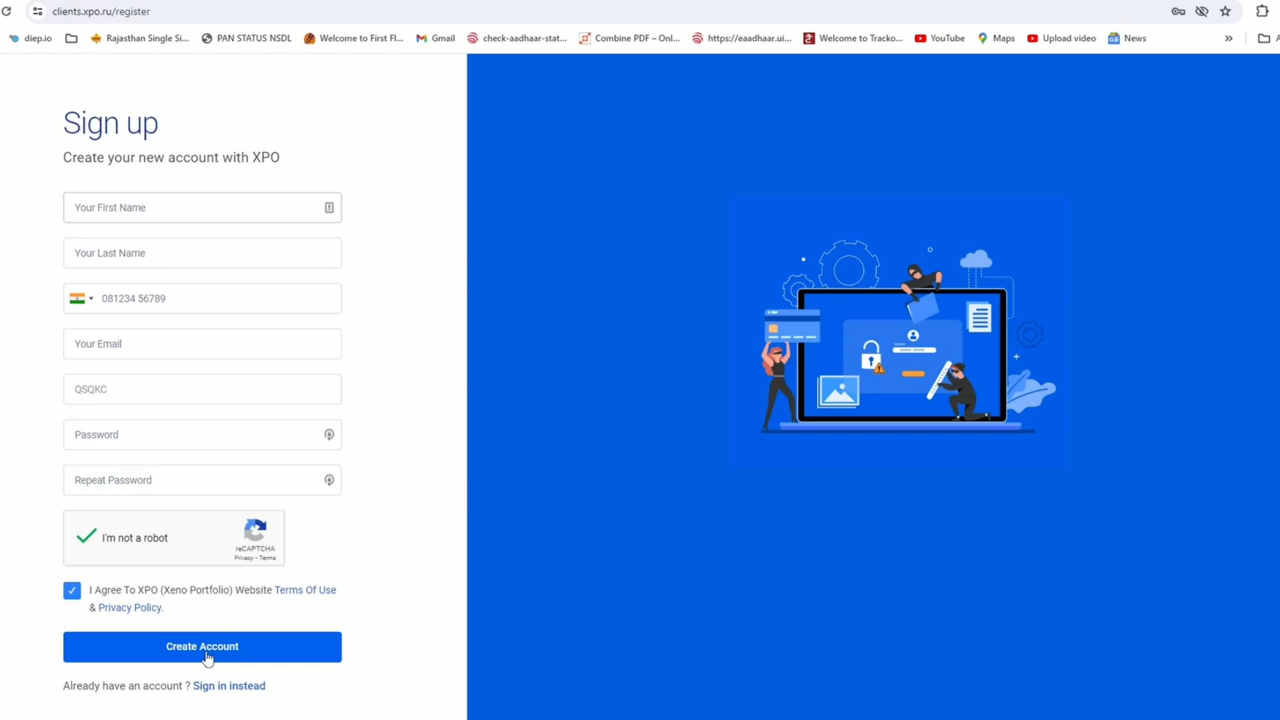 clients.xpo.ru/register
diep.io
Rajasthan Single Si...
PAN STATUS NSDL
Welcome to First Fl...
Gmail
check-aadhaar-stat...
Combine PDF – Onl...
https://eaadhaar.ui...
Welcome to Tracko...
YouTube
Maps
Upload video
News
»
Sign up
Create your new account with XPO
Your First Name
Your Last Name
081234 56789
Your Email
QSQKC
Password
Repeat Password
I'm not a robot
reCAPTCHA
Privacy - Terms
I Agree To XPO (Xeno Portfolio) Website Terms Of Use
& Privacy Policy.
Create Account
Already have an account ? Sign in instead